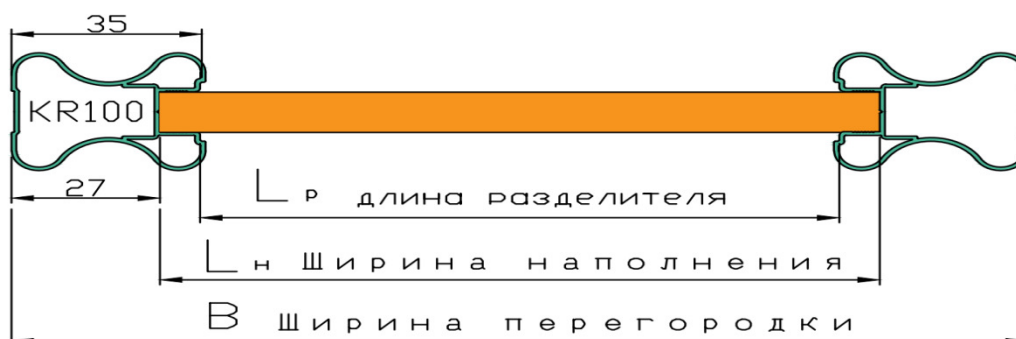 35
KR100
27
Lр длина разделителя
Lн Ширина наполнения
B Ширина перегородки